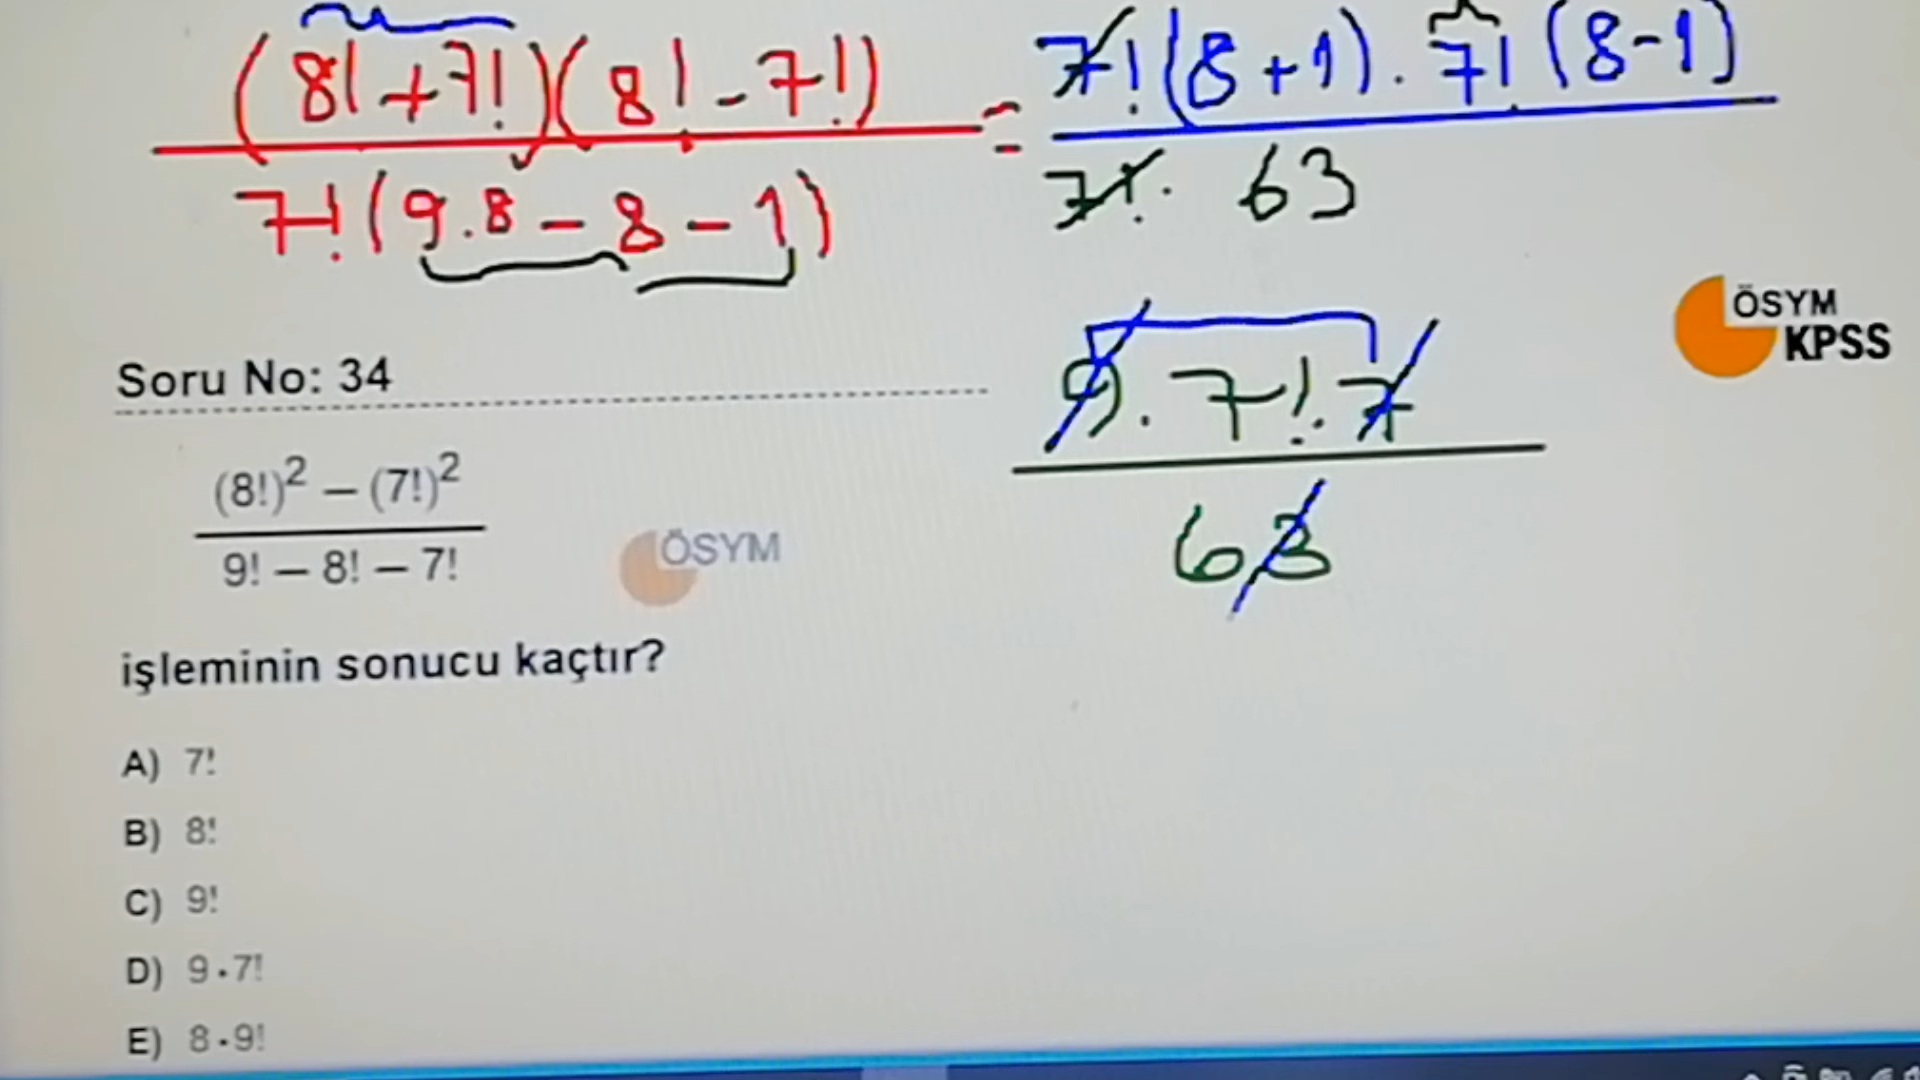 (8! + 7!)(8! - 7!) = 7!(8+1) . 7! (8-1)
7!(9.8 - 8 - 1)
7! . 63
ÖSYM
KPSS
9 . 7! . 7
63
Soru No: 34
(8!)² – (7!)²
9! – 8! – 7!
ÖSYM
işleminin sonucu kaçtır?
A) 7!
B) 8!
C) 9!
D) 9 • 7!
E) 8 • 9!